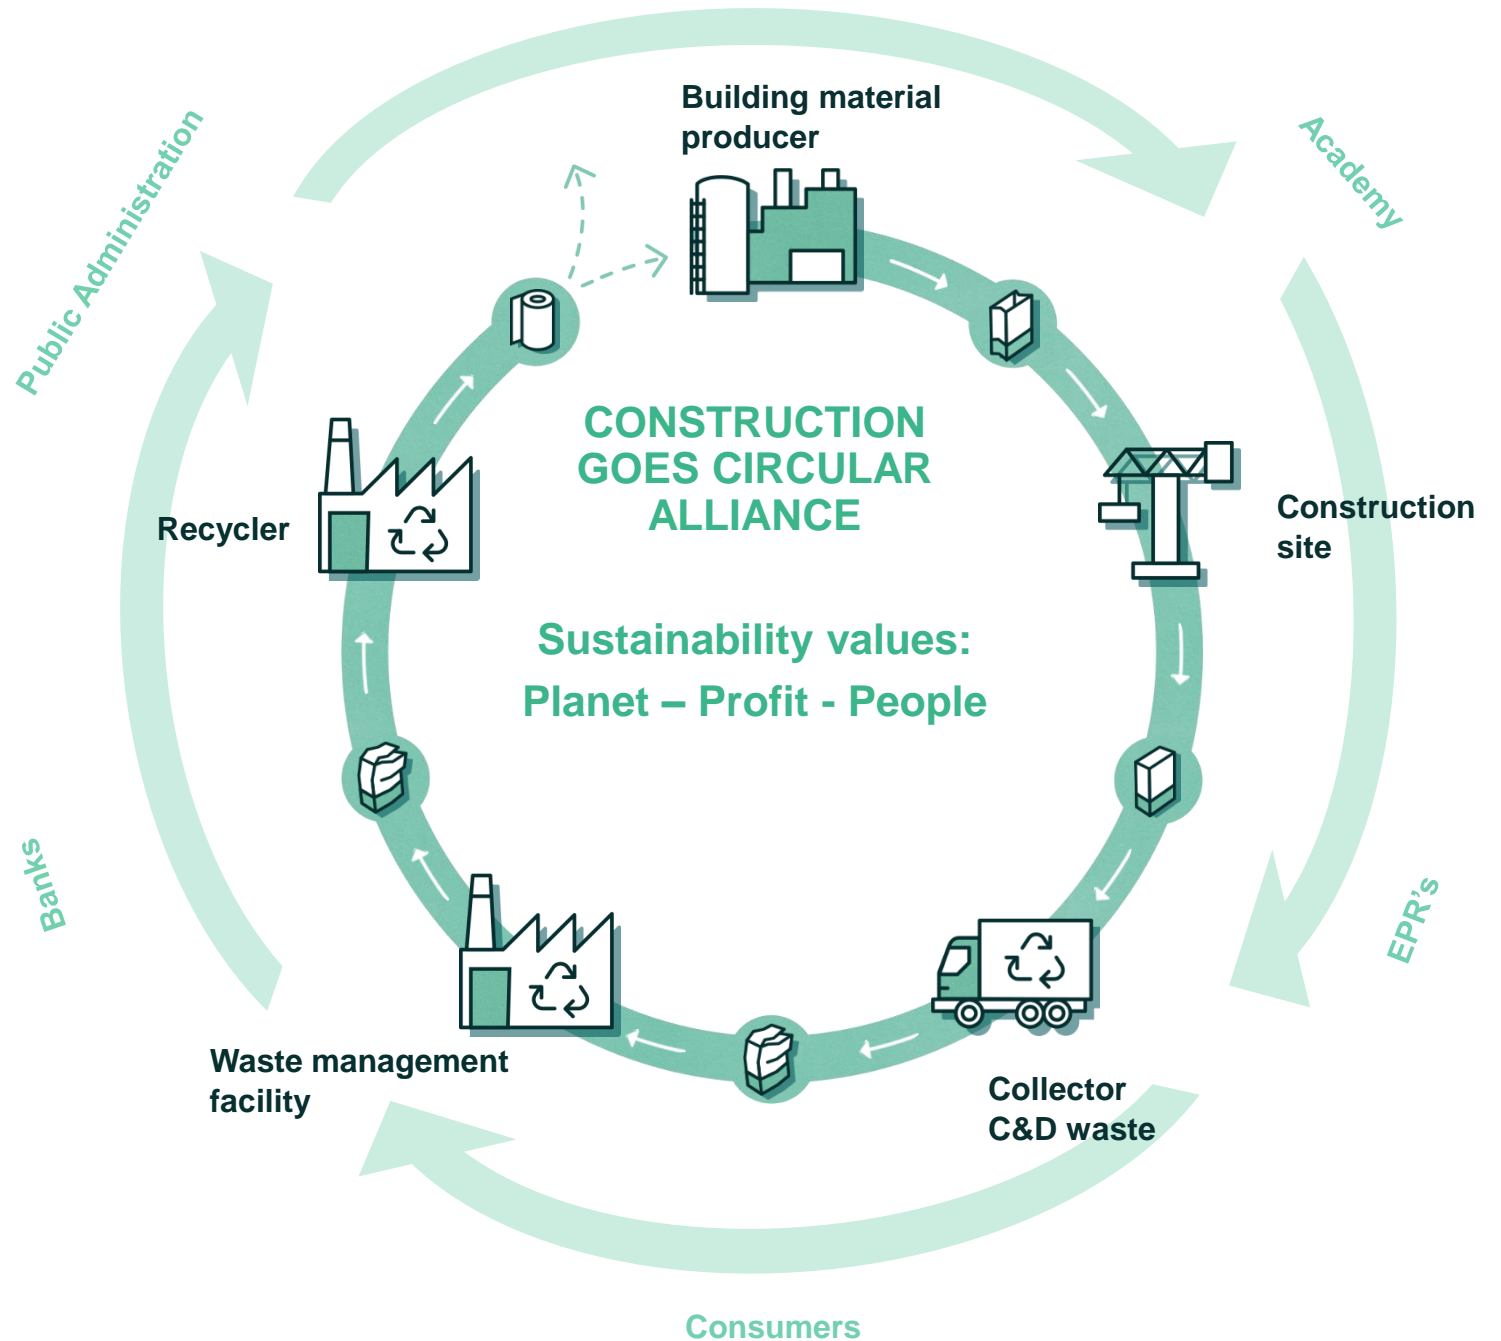 Building material
producer
Public Administration
Academy
CONSTRUCTION
GOES CIRCULAR
ALLIANCE
Recycler
Construction
site
Sustainability values:
Planet – Profit - People
Banks
EPR's
Waste management
facility
Collector
C&D waste
Consumers